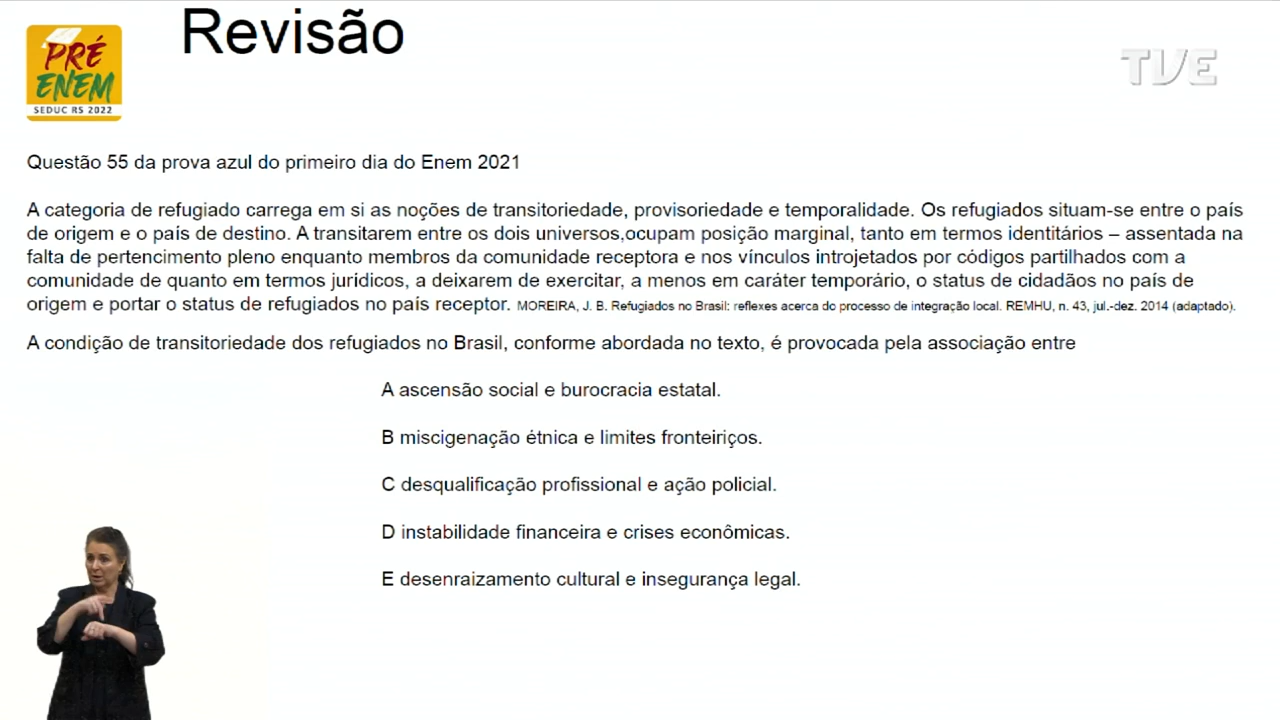 Revisão
PRÉ
ENEM
SEDUC RS 2022
TVE
Questão 55 da prova azul do primeiro dia do Enem 2021
A categoria de refugiado carrega em si as noções de transitoriedade, provisoriedade e temporalidade. Os refugiados situam-se entre o país
de origem e o país de destino. A transitarem entre os dois universos,ocupam posição marginal, tanto em termos identitários – assentada na
falta de pertencimento pleno enquanto membros da comunidade receptora e nos vínculos introjetados por códigos partilhados com a
comunidade de quanto em termos jurídicos, a deixarem de exercitar, a menos em caráter temporário, o status de cidadãos no país de
origem e portar o status de refugiados no país receptor. MOREIRA, J. B. Refugiados no Brasil: reflexes acerca do processo de integração local. REMHU, n. 43, jul.-dez. 2014 (adaptado).
A condição de transitoriedade dos refugiados no Brasil, conforme abordada no texto, é provocada pela associação entre
A ascensão social e burocracia estatal.
B miscigenação étnica e limites fronteiriços.
C desqualificação profissional e ação policial.
D instabilidade financeira e crises econômicas.
E desenraizamento cultural e insegurança legal.